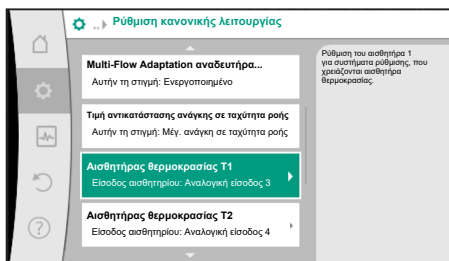 .. Ρύθμιση κανονικής λειτουργίας
Multi-Flow Adaptation αναδευτήρα...
Αυτήν τη στιγμή: Ενεργοποιημένο
Τιμή αντικατάστασης ανάγκης σε ταχύτητα ροής
Αυτήν τη στιγμή: Μέγ. ανάγκη σε ταχύτητα ροής
Αισθητήρας θερμοκρασίας T1
Είσοδος αισθητηρίου: Αναλογική είσοδος 3
Αισθητήρας θερμοκρασίας T2
Είσοδος αισθητηρίου: Αναλογική είσοδος 4
Ρύθμιση του αισθητήρα 1
για συστήματα ρύθμισης, που
χρειάζονται αισθητήρα
θερμοκρασίας.